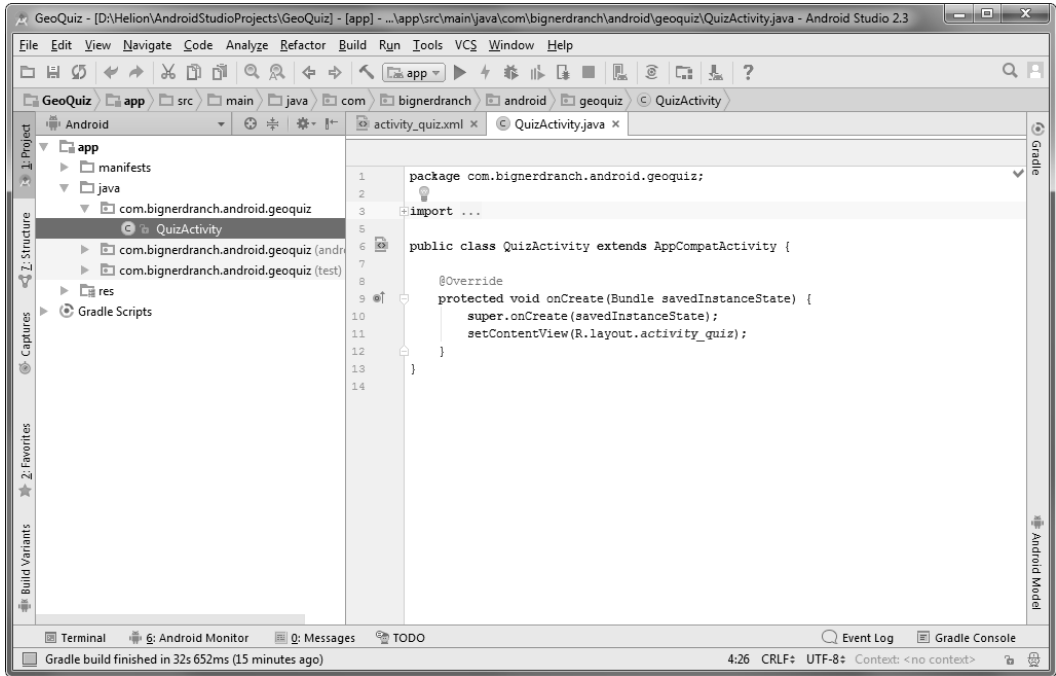 GeoQuiz - [D:\Helion\AndroidStudioProjects\GeoQuiz] - [app] - ...\app\src\main\java\com\bignerdranch\android\geoquiz\QuizActivity.java - Android Studio 2.3
File Edit View Navigate Code Analyze Refactor Build Run Tools VCS Window Help
app
GeoQuiz app src main java com bignerdranch android geoquiz QuizActivity
1: Project
Z: Structure
Captures
2: Favorites
Build Variants
Android
app
manifests
java
com.bignerdranch.android.geoquiz
QuizActivity
com.bignerdranch.android.geoquiz (andr
com.bignerdranch.android.geoquiz (test)
res
Gradle Scripts
activity_quiz.xml QuizActivity.java
1 package com.bignerdranch.android.geoquiz;
2
3 import ...
5
6 public class QuizActivity extends AppCompatActivity {
7
8 @Override
9 protected void onCreate(Bundle savedInstanceState) {
10 super.onCreate(savedInstanceState);
11 setContentView(R.layout.activity_quiz);
12 }
13 }
14
Gradle
Android Model
Terminal 6: Android Monitor 0: Messages TODO Event Log Gradle Console
Gradle build finished in 32s 652ms (15 minutes ago) 4:26 CRLF UTF-8 Context: <no context>